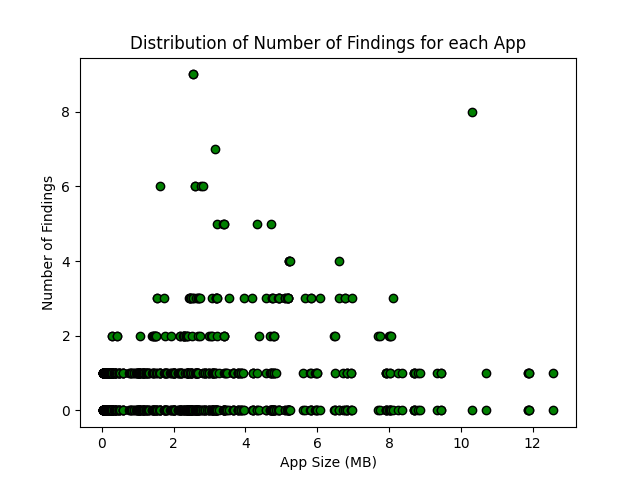 Distribution of Number of Findings for each App
Number of Findings
8
6
4
2
0
0 2 4 6 8 10 12
App Size (MB)